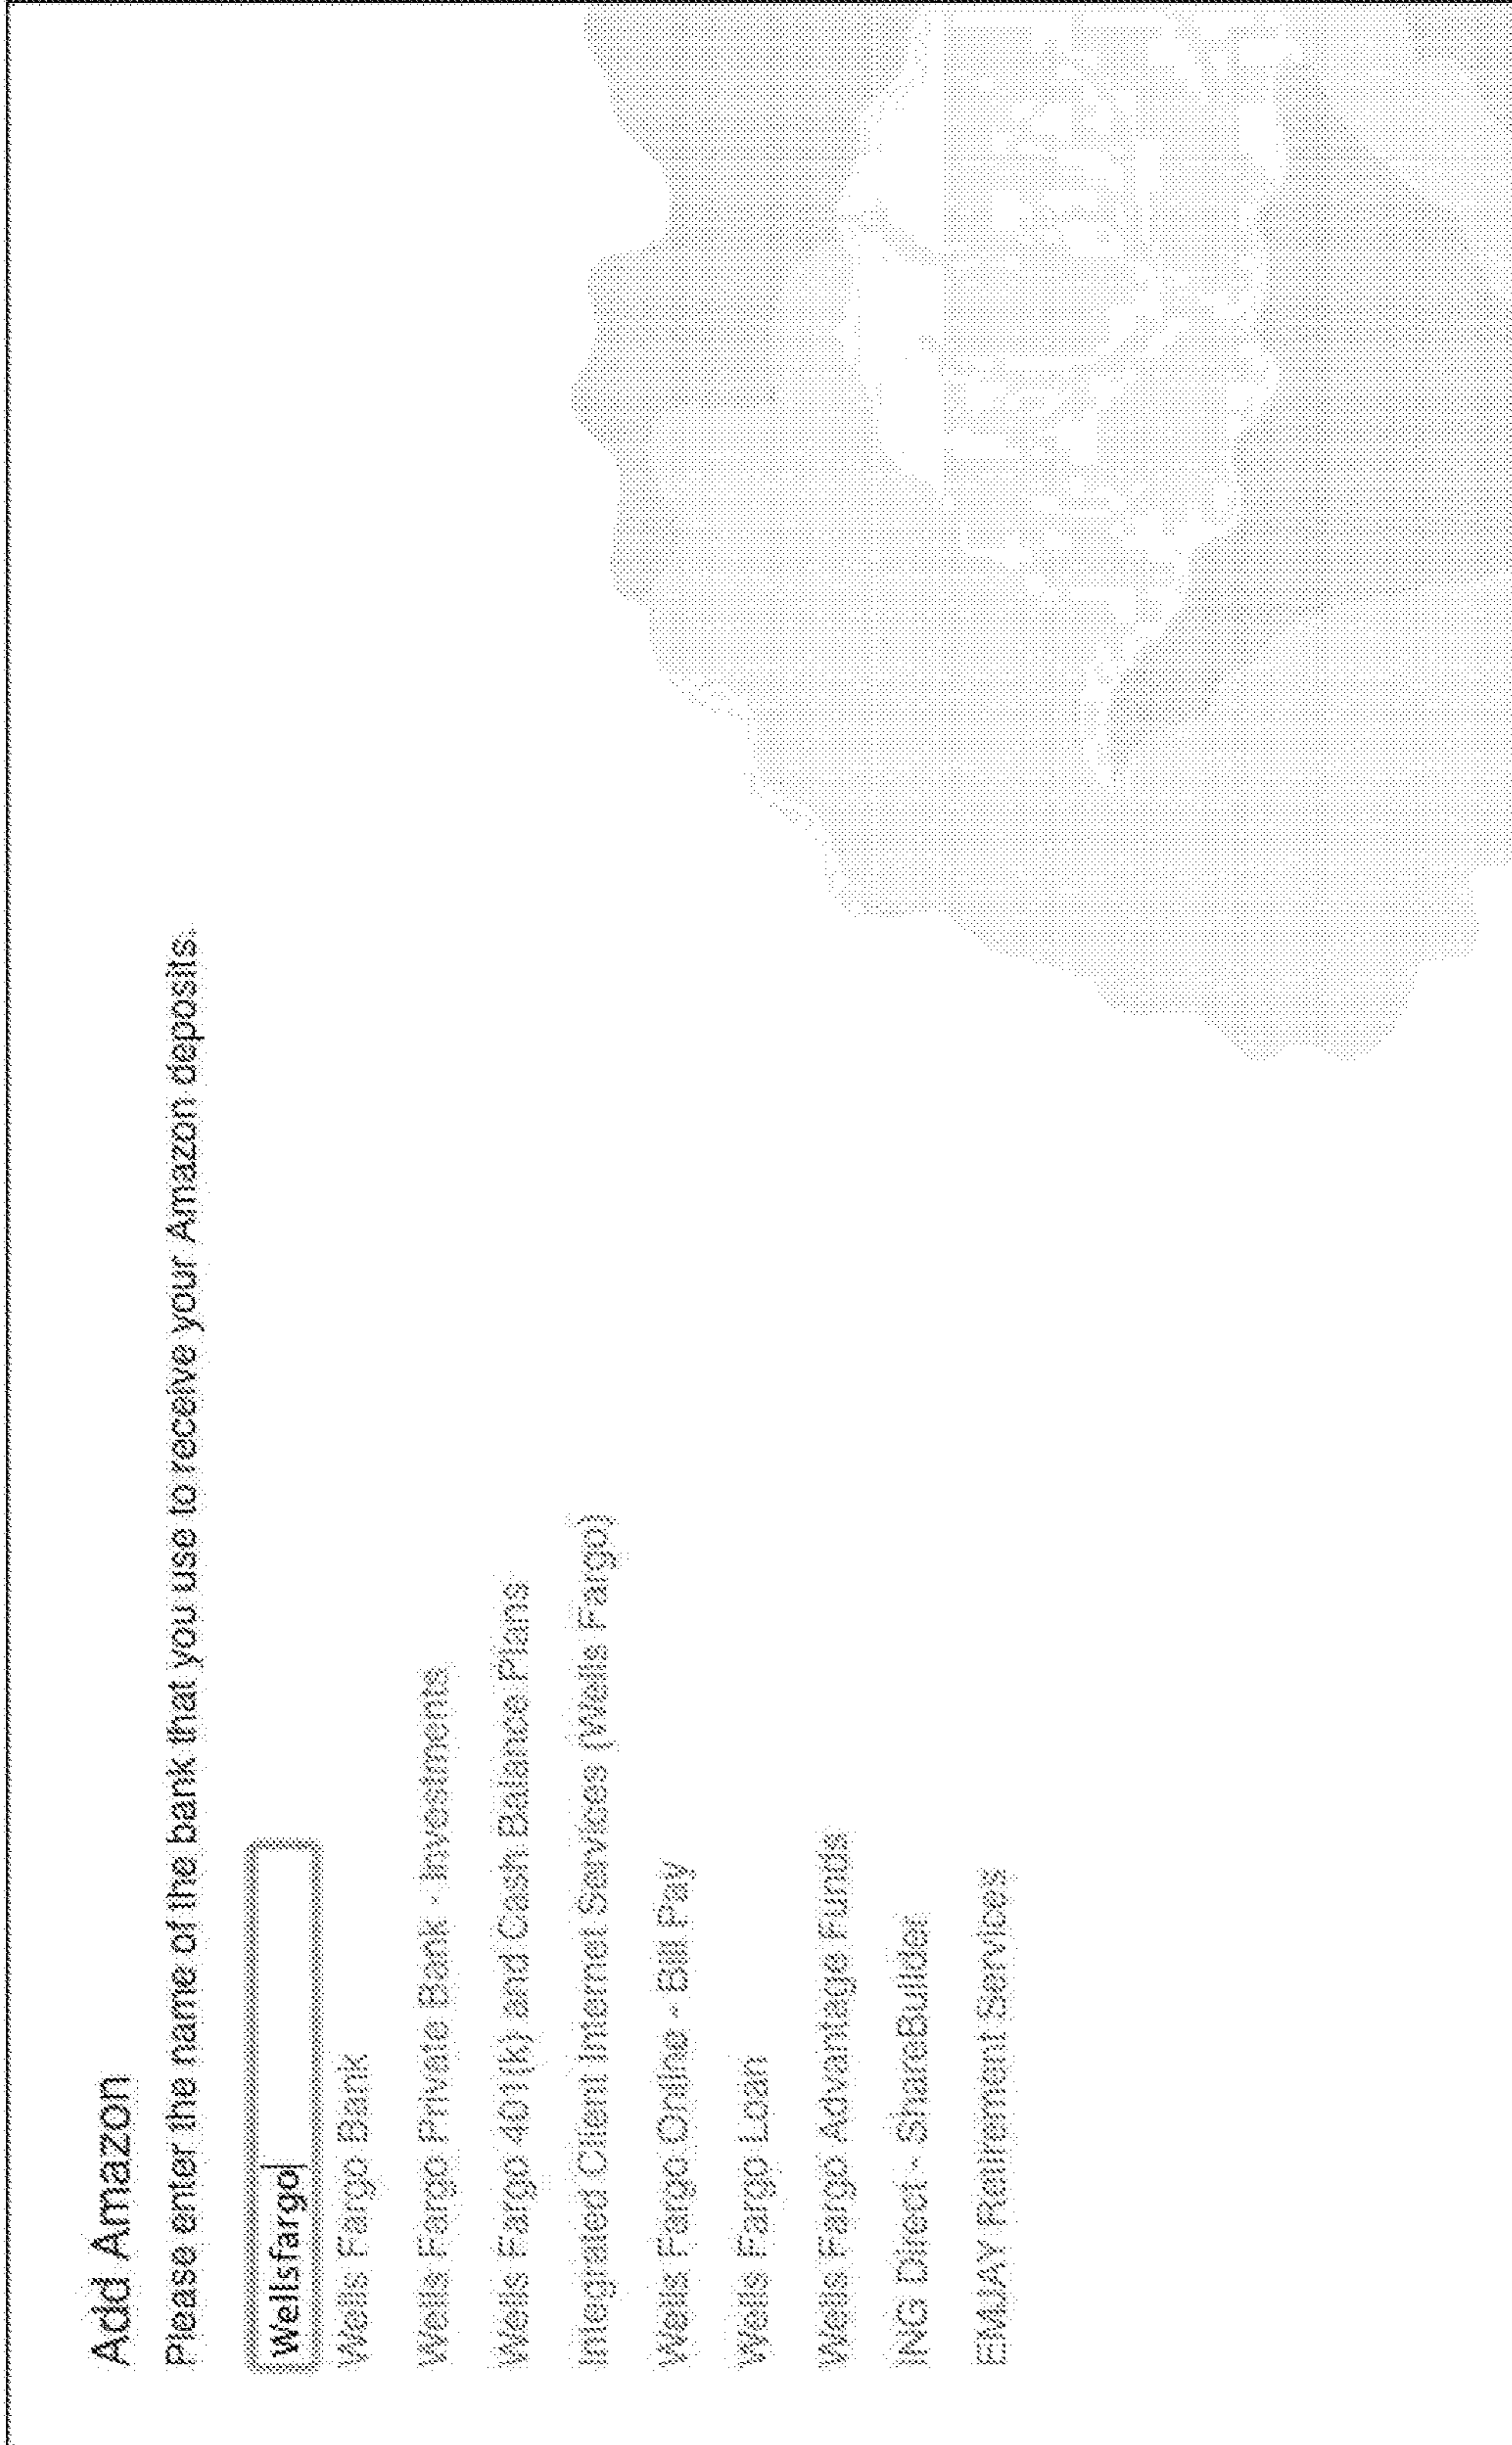 Add Amazon
Please enter the name of the bank that you use to receive your Amazon deposits.
Wellsfargo
Wells Fargo Bank
Wells Fargo Private Bank - Investments
Wells Fargo 401(k) and Cash Balance Plans
Integrated Client Internet Services (Wells Fargo)
Wells Fargo Online - Bill Pay
Wells Fargo Loan
Wells Fargo Advantage Funds
ING Direct - ShareBuilder
EMJAY Retirement Services